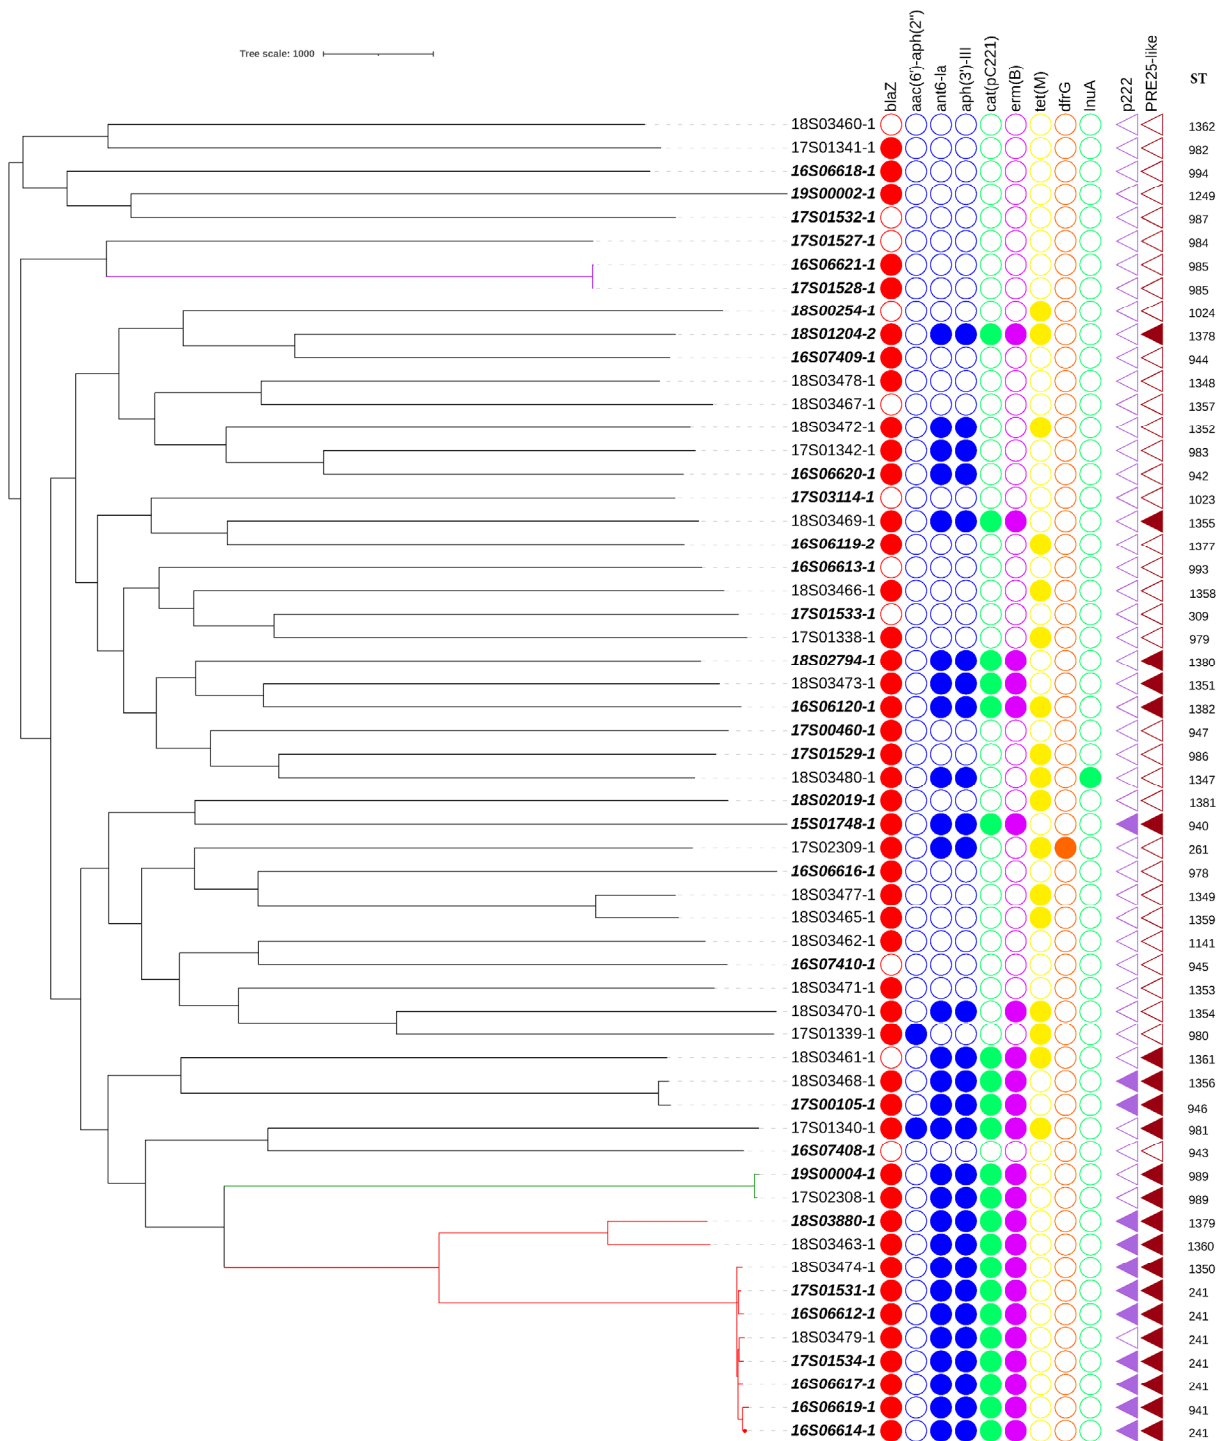 Tree scale: 1000
blaZ aac(6')-aph(2'') ant6-Ia aph(3')-III cat(pC221) erm(B) tet(M) dfrG lnuA p222 PRE25-like ST
18S03460-1 1362
17S01341-1 982
16S06618-1 994
19S00002-1 1249
17S01532-1 987
17S01527-1 984
16S06621-1 985
17S01528-1 985
18S00254-1 1024
18S01204-2 1378
16S07409-1 944
18S03478-1 1348
18S03467-1 1357
18S03472-1 1352
17S01342-1 983
16S06620-1 942
17S03114-1 1023
18S03469-1 1355
16S06119-2 1377
16S06613-1 993
18S03466-1 1358
17S01533-1 309
17S01338-1 979
18S02794-1 1380
18S03473-1 1351
16S06120-1 1382
17S00460-1 947
17S01529-1 986
18S03480-1 1347
18S02019-1 1381
15S01748-1 940
17S02309-1 261
16S06616-1 978
18S03477-1 1349
18S03465-1 1359
18S03462-1 1141
16S07410-1 945
18S03471-1 1353
18S03470-1 1354
17S01339-1 980
18S03461-1 1361
18S03468-1 1356
17S00105-1 946
17S01340-1 981
16S07408-1 943
19S00004-1 989
17S02308-1 989
18S03880-1 1379
18S03463-1 1360
18S03474-1 1350
17S01531-1 241
16S06612-1 241
18S03479-1 241
17S01534-1 241
16S06617-1 241
16S06619-1 941
16S06614-1 241